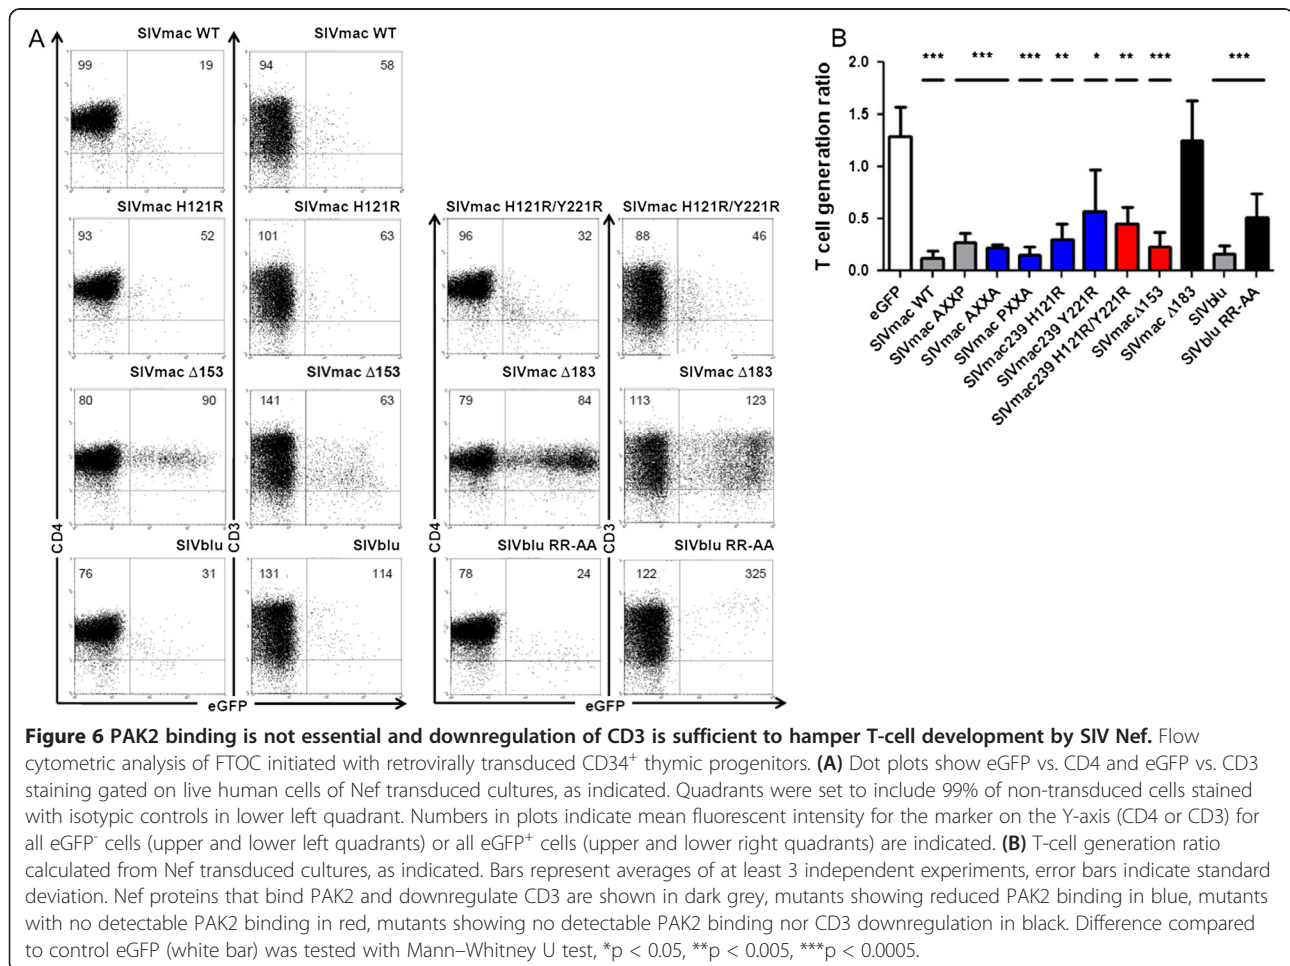 A
SIVmac WT
SIVmac WT
99 19
94 58
SIVmac H121R
SIVmac H121R
93 52
101 63
SIVmac H121R/Y221R
SIVmac H121R/Y221R
96 32
88 46
SIVmac Δ153
SIVmac Δ153
80 90
141 63
SIVmac Δ183
SIVmac Δ183
79 84
113 123
SIVblu
SIVblu
76 31
131 114
SIVblu RR-AA
SIVblu RR-AA
78 24
122 325
CD4
CD3
CD4
CD3
eGFP
eGFP
B
*** *** *** ** * ** *** ***
T cell generation ratio
2.0
1.5
1.0
0.5
0.0
eGFP
SIVmac WT
SIVmac AXXP
SIVmac AXXA
SIVmac PXXA
SIVmac239 H121R
SIVmac239 Y221R
SIVmac239 H121R/Y221R
SIVmacΔ153
SIVmac Δ183
SIVblu
SIVblu RR-AA
Figure 6 PAK2 binding is not essential and downregulation of CD3 is sufficient to hamper T-cell development by SIV Nef. Flow
cytometric analysis of FTOC initiated with retrovirally transduced CD34⁺ thymic progenitors. (A) Dot plots show eGFP vs. CD4 and eGFP vs. CD3
staining gated on live human cells of Nef transduced cultures, as indicated. Quadrants were set to include 99% of non-transduced cells stained
with isotypic controls in lower left quadrant. Numbers in plots indicate mean fluorescent intensity for the marker on the Y-axis (CD4 or CD3) for
all eGFP⁻ cells (upper and lower left quadrants) or all eGFP⁺ cells (upper and lower right quadrants) are indicated. (B) T-cell generation ratio
calculated from Nef transduced cultures, as indicated. Bars represent averages of at least 3 independent experiments, error bars indicate standard
deviation. Nef proteins that bind PAK2 and downregulate CD3 are shown in dark grey, mutants showing reduced PAK2 binding in blue, mutants
with no detectable PAK2 binding in red, mutants showing no detectable PAK2 binding nor CD3 downregulation in black. Difference compared
to control eGFP (white bar) was tested with Mann–Whitney U test, *p < 0.05, **p < 0.005, ***p < 0.0005.